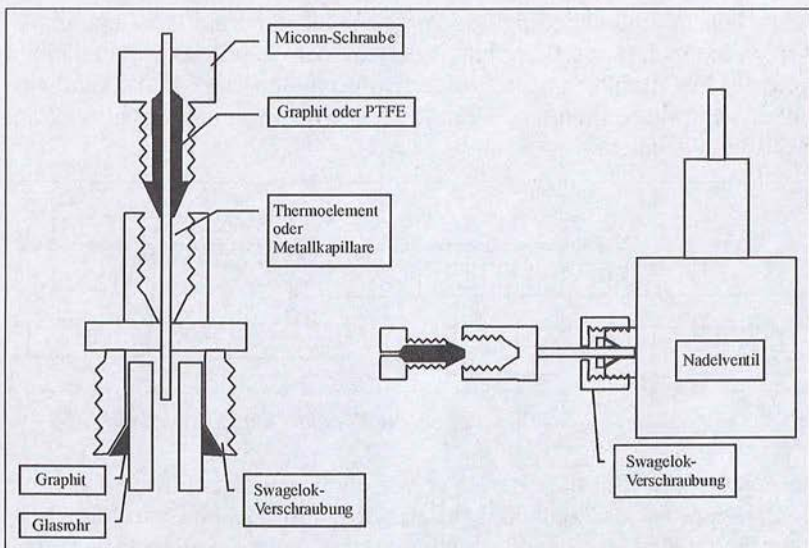 Miconn-Schraube
Graphit oder PTFE
Thermoelement
oder
Metallkapillare
Nadelventil
Graphit
Glasrohr
Swagelok-
Verschraubung
Swagelok-
Verschraubung